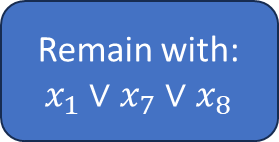 Remain with:
𝑥₁ ∨ 𝑥₇ ∨ 𝑥₈